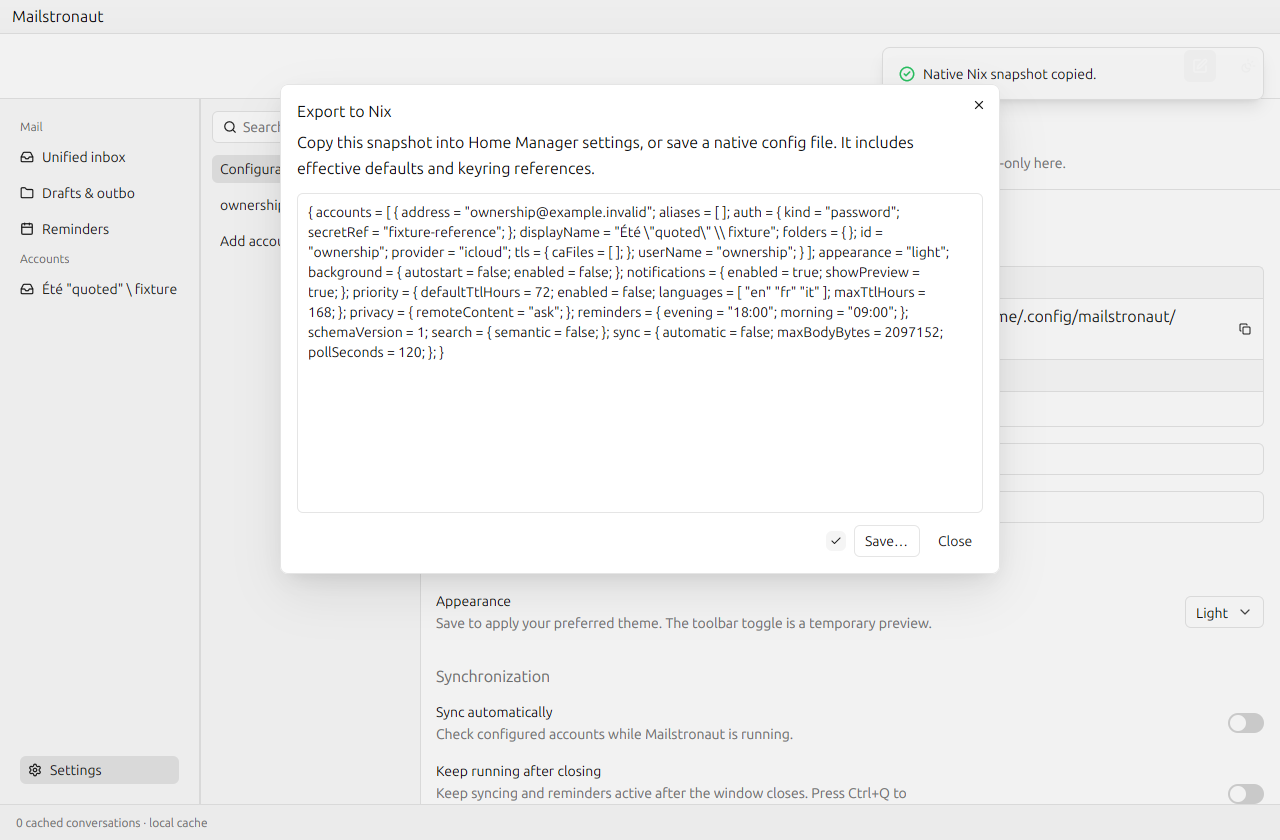 Mailstronaut
Native Nix snapshot copied.
Mail
Unified inbox
Drafts & outbo
Reminders
Accounts
Été "quoted" \ fixture
Settings
Search
Configura
ownership
Add accou
Export to Nix
Copy this snapshot into Home Manager settings, or save a native config file. It includes
effective defaults and keyring references.
{ accounts = [ { address = "ownership@example.invalid"; aliases = [ ]; auth = { kind = "password";
secretRef = "fixture-reference"; }; displayName = "Été \"quoted\" \\ fixture"; folders = { }; id =
"ownership"; provider = "icloud"; tls = { caFiles = [ ]; }; userName = "ownership"; } ]; appearance = "light";
background = { autostart = false; enabled = false; }; notifications = { enabled = true; showPreview =
true; }; priority = { defaultTtlHours = 72; enabled = false; languages = [ "en" "fr" "it" ]; maxTtlHours =
168; }; privacy = { remoteContent = "ask"; }; reminders = { evening = "18:00"; morning = "09:00"; };
schemaVersion = 1; search = { semantic = false; }; sync = { automatic = false; maxBodyBytes = 2097152;
pollSeconds = 120; }; }
Save…
Close
-only here.
me/.config/mailstronaut/
Appearance
Save to apply your preferred theme. The toolbar toggle is a temporary preview.
Light
Synchronization
Sync automatically
Check configured accounts while Mailstronaut is running.
Keep running after closing
Keep syncing and reminders active after the window closes. Press Ctrl+Q to
0 cached conversations · local cache